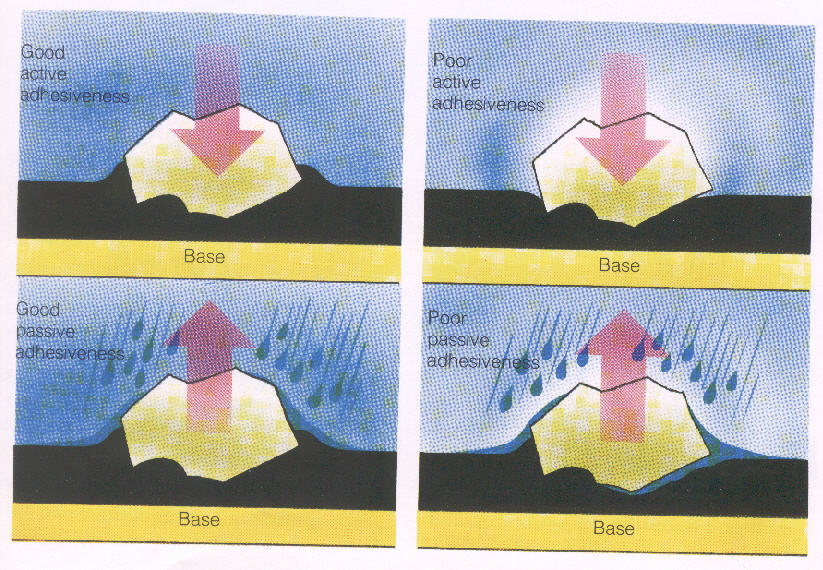 Good
active
adhesiveness
Poor
active
adhesiveness
Base
Base
Good
passive
adhesiveness
Poor
passive
adhesiveness
Base
Base